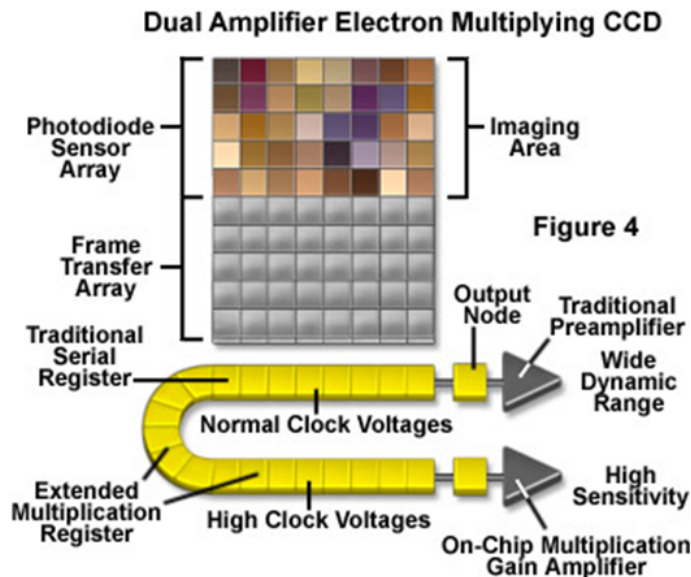 Dual Amplifier Electron Multiplying CCD
Photodiode
Sensor
Array
Imaging
Area
Frame
Transfer
Array
Figure 4
Output
Node
Traditional
Preamplifier
Traditional
Serial
Register
Wide
Dynamic
Range
Normal Clock Voltages
Extended
Multiplication
Register
High Clock Voltages
High
Sensitivity
On-Chip Multiplication
Gain Amplifier